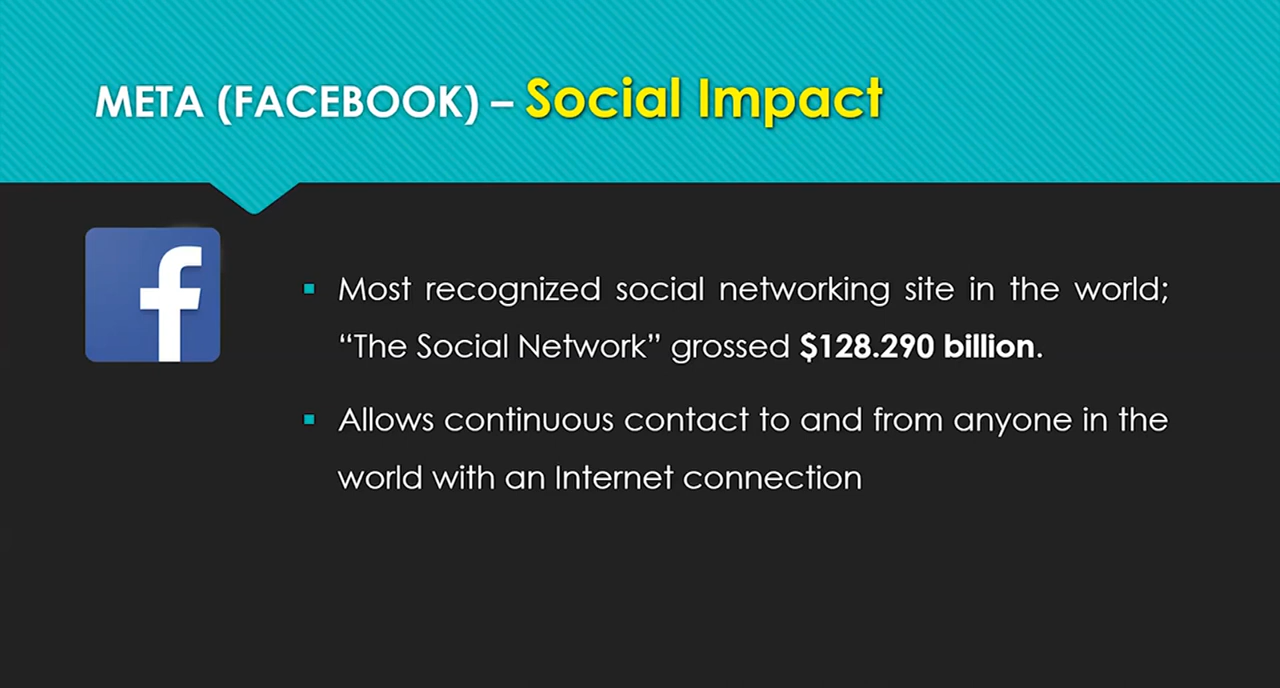 META (FACEBOOK) – Social Impact
f
Most recognized social networking site in the world;
“The Social Network” grossed $128.290 billion.
Allows continuous contact to and from anyone in the
world with an Internet connection